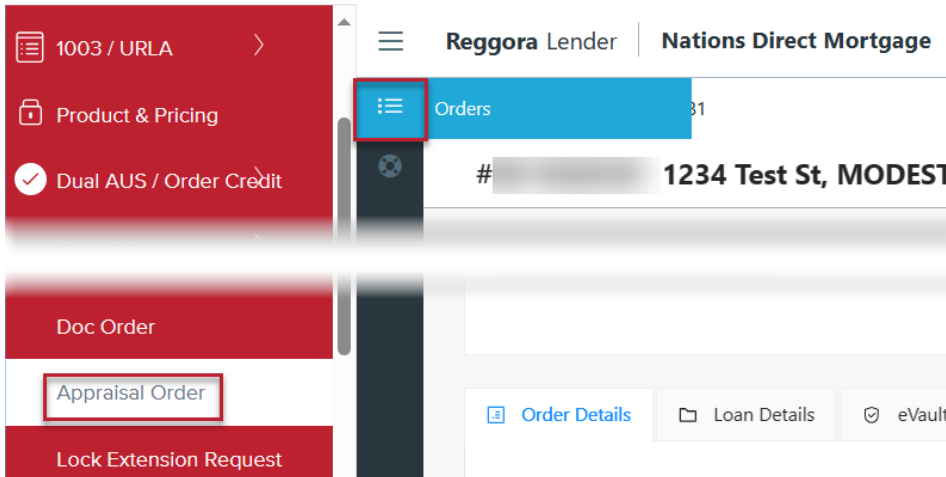 1003 / URLA
Product & Pricing
Dual AUS / Order Credit
Doc Order
Appraisal Order
Lock Extension Request
Reggora Lender
Nations Direct Mortgage
Orders
31
#
1234 Test St, MODEST
Order Details
Loan Details
eVault